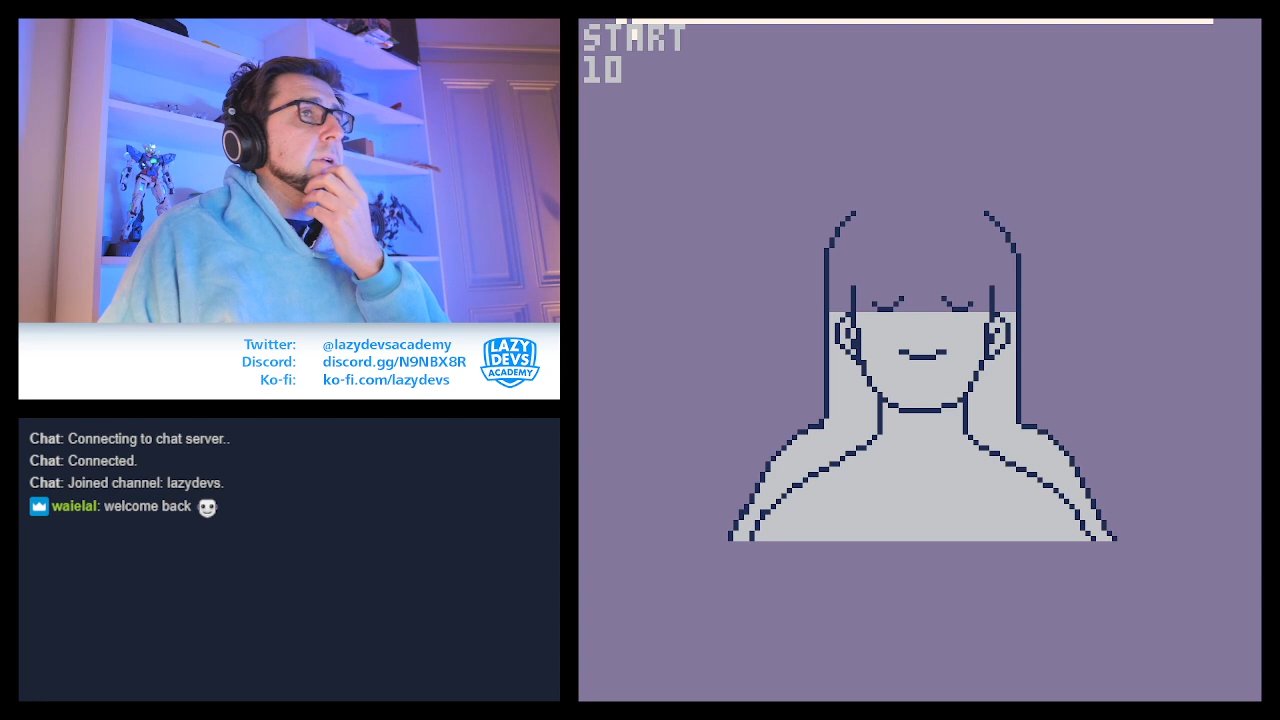 START
10
Twitter: @lazydevsacademy
Discord: discord.gg/N9NBX8R
Ko-fi: ko-fi.com/lazydevs
LAZY
DEVS
ACADEMY
Chat: Connecting to chat server..
Chat: Connected.
Chat: Joined channel: lazydevs.
waielal: welcome back